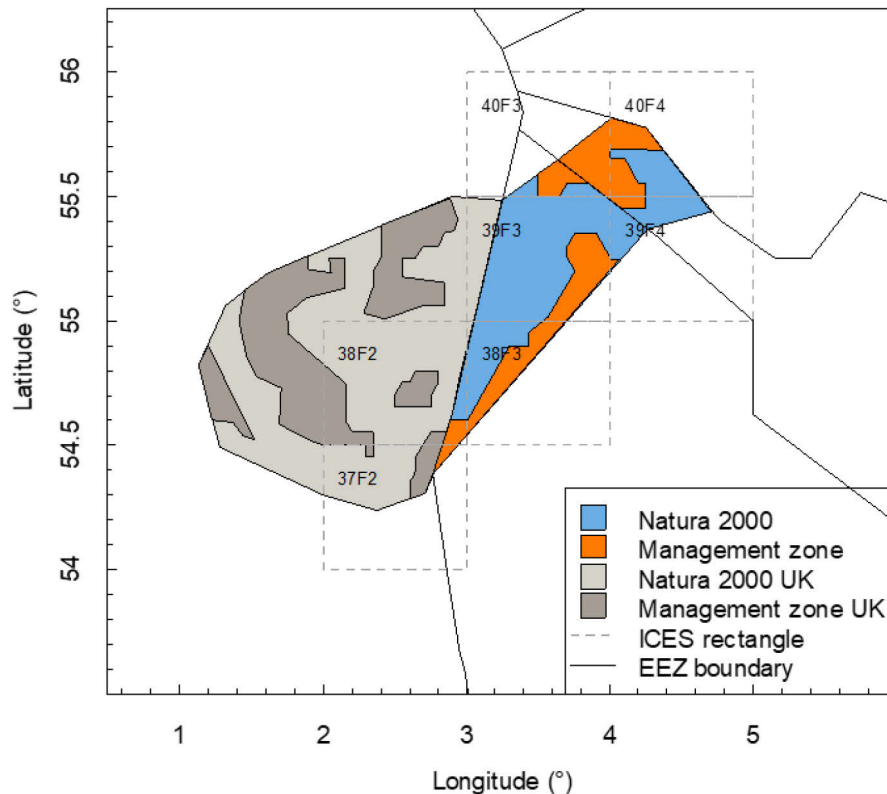 56
55.5
55
54.5
54
Latitude (°)
40F3
40F4
39F3
39F4
38F2
38F3
37F2
Natura 2000
Management zone
Natura 2000 UK
Management zone UK
ICES rectangle
EEZ boundary
1 2 3 4 5
Longitude (°)